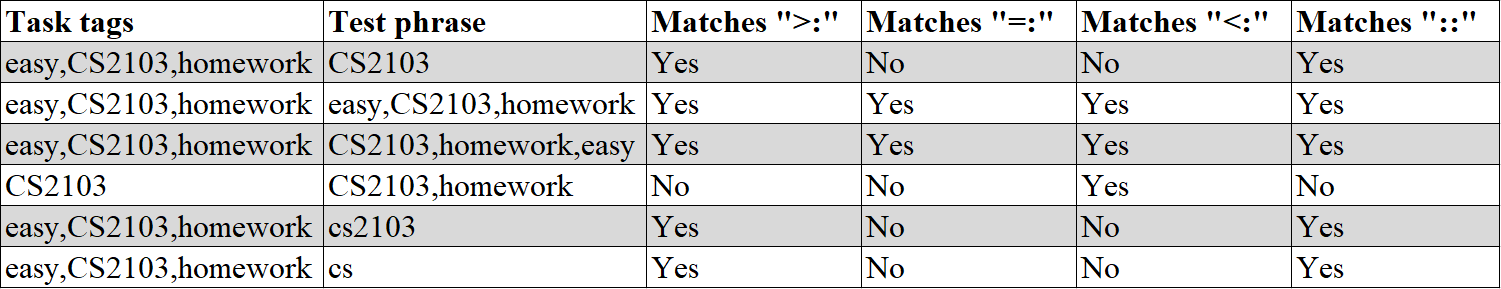 Task tags Test phrase Matches ">:" Matches "=:" Matches "<:" Matches "::"
easy,CS2103,homework CS2103 Yes No No Yes
easy,CS2103,homework easy,CS2103,homework Yes Yes Yes Yes
easy,CS2103,homework CS2103,homework,easy Yes Yes Yes Yes
CS2103 CS2103,homework No No Yes No
easy,CS2103,homework cs2103 Yes No No Yes
easy,CS2103,homework cs Yes No No Yes